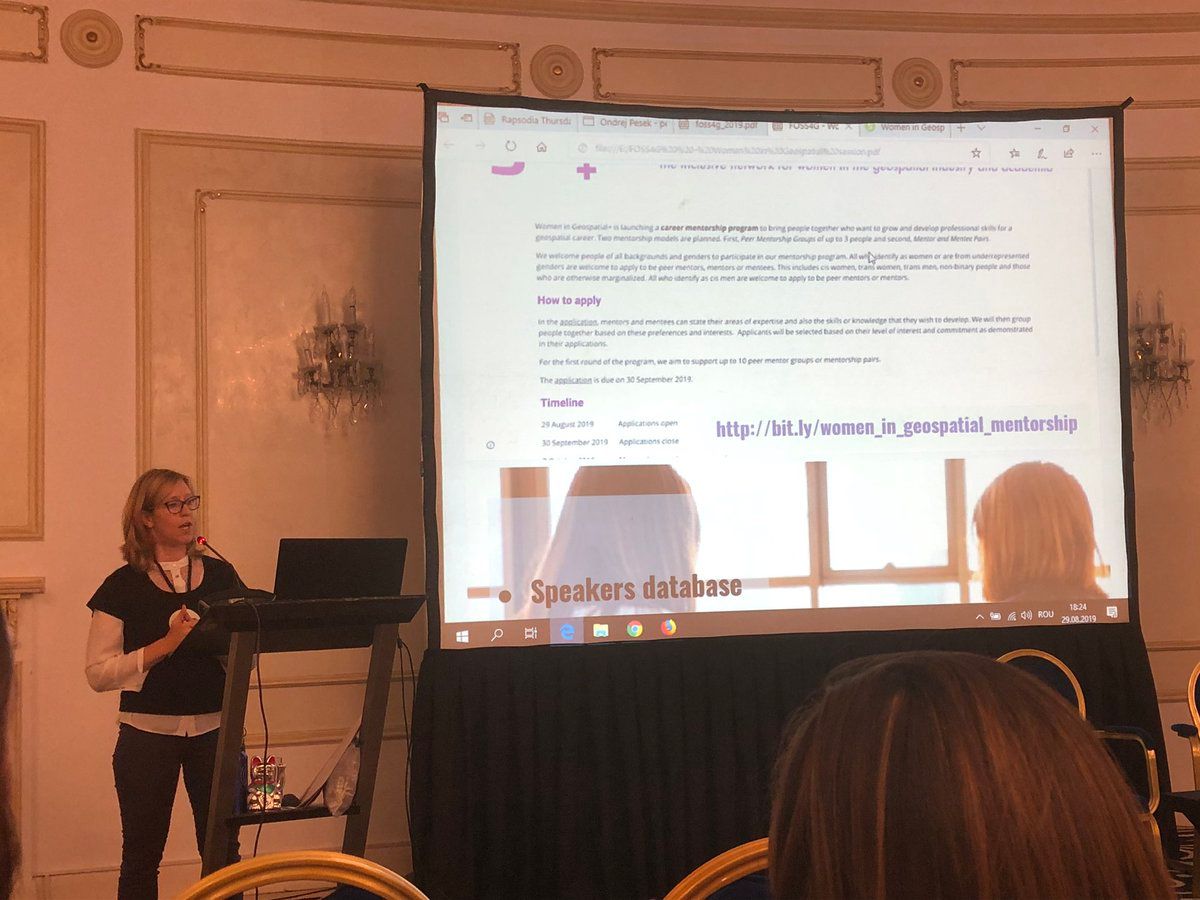 Rapsodia Thursda
Ondrej Pesek - p
foss4g_2019.pdf
FOSS4G - Wo
Women in Geosp
the inclusive network for women in the geospatial industry and academia
Women in Geospatial+ is launching a career mentorship program to bring people together who want to grow and develop professional skills for a
geospatial career. Two mentorship models are planned. First, Peer Mentorship Groups of up to 3 people and second, Mentor and Mentee Pairs.
We welcome people of all backgrounds and genders to participate in our mentorship program. All who identify as women or are from underrepresented
genders are welcome to apply to be peer mentors, mentors or mentees. This includes cis women, trans women, trans men, non-binary people and those
who are otherwise marginalized. All who identify as cis men are welcome to apply to be peer mentors or mentors.
How to apply
In the application, mentors and mentees can state their areas of expertise and also the skills or knowledge that they wish to develop. We will then group
people together based on these preferences and interests. Applicants will be selected based on their level of interest and commitment as demonstrated
in their applications.
For the first round of the program, we aim to support up to 10 peer mentor groups or mentorship pairs.
The application is due on 30 September 2019.
Timeline
29 August 2019 Applications open
30 September 2019 Applications close
http://bit.ly/women_in_geospatial_mentorship
• Speakers database
ROU
18:24
29.08.2019